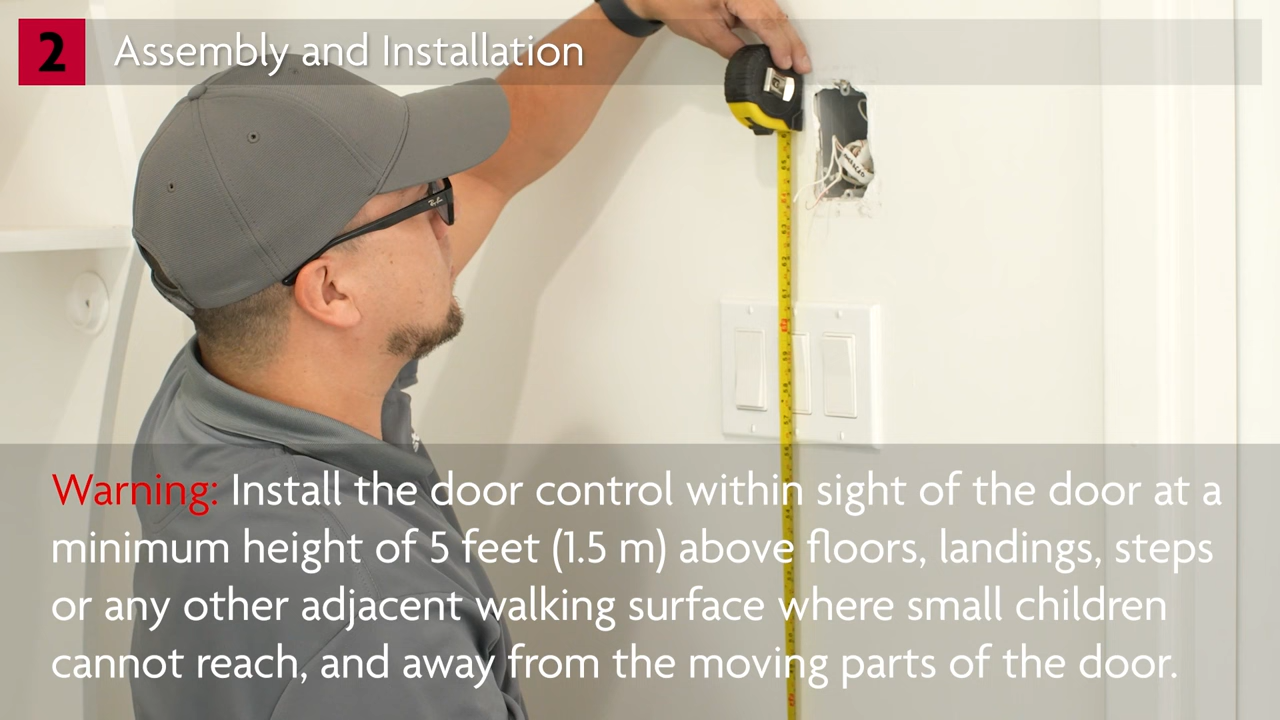 2 Assembly and Installation
Ray-Ban
Warning: Install the door control within sight of the door at a
minimum height of 5 feet (1.5 m) above floors, landings, steps
or any other adjacent walking surface where small children
cannot reach, and away from the moving parts of the door.